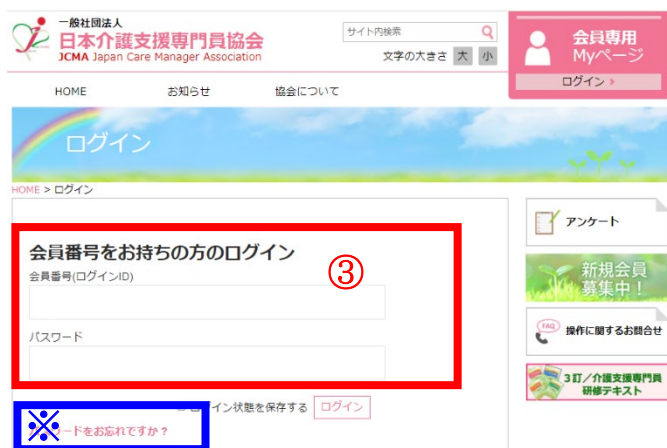 一般社団法人
日本介護支援専門員協会
JCMA Japan Care Manager Association
サイト内検索
文字の大きさ 大 小
会員専用
Myページ
ログイン
HOME お知らせ 協会について
ログイン
HOME > ログイン
会員番号をお持ちの方のログイン
③
会員番号(ログインID)
パスワード
イン状態を保存する ログイン
※
ードをお忘れですか？
アンケート
新規会員
募集中！
FAQ 操作に関するお問合せ
3訂／介護支援専門員
研修テキスト